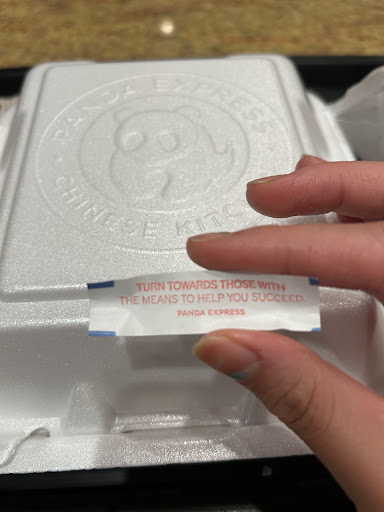 PANDA EXPRESS
CHINESE KITC
TURN TOWARDS THOSE WITH
THE MEANS TO HELP YOU SUCCEED.
PANDA EXPRESS